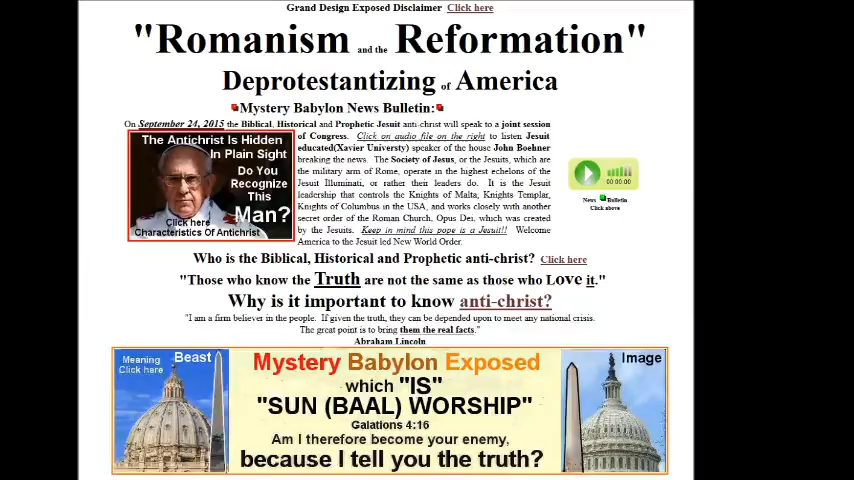 Grand Design Exposed Disclaimer Click here
"Romanism and the Reformation"
Deprotestantizing of America
Mystery Babylon News Bulletin:
On September 24, 2015 the Biblical, Historical and Prophetic Jesuit anti-christ will speak to a joint session
of Congress. Click on audio file on the right to listen Jesuit
educated(Xavier Universty) speaker of the house John Boehner
breaking the news. The Society of Jesus, or the Jesuits, which are
the military arm of Rome, operate in the highest echelons of the
Jesuit Illuminati, or rather their leaders do. It is the Jesuit
leadership that controls the Knights of Malta, Knights Templar,
Knights of Columbus in the USA, and works closely with another
secret order of the Roman Church, Opus Dei, which was created
by the Jesuits. Keep in mind this pope is a Jesuit!! Welcome
America to the Jesuit led New World Order.
The Antichrist Is Hidden
In Plain Sight
Do You
Recognize
This
Man?
Click here
Characteristics Of Antichrist
00:00:00
News Bulletin
Click above
Who is the Biblical, Historical and Prophetic anti-christ? Click here
"Those who know the Truth are not the same as those who Love it."
Why is it important to know anti-christ?
"I am a firm believer in the people. If given the truth, they can be depended upon to meet any national crisis.
The great point is to bring them the real facts."
Abraham Lincoln
Meaning
Click here
Beast
Mystery Babylon Exposed
which "IS"
"SUN (BAAL) WORSHIP"
Galations 4:16
Am I therefore become your enemy,
because I tell you the truth?
Image